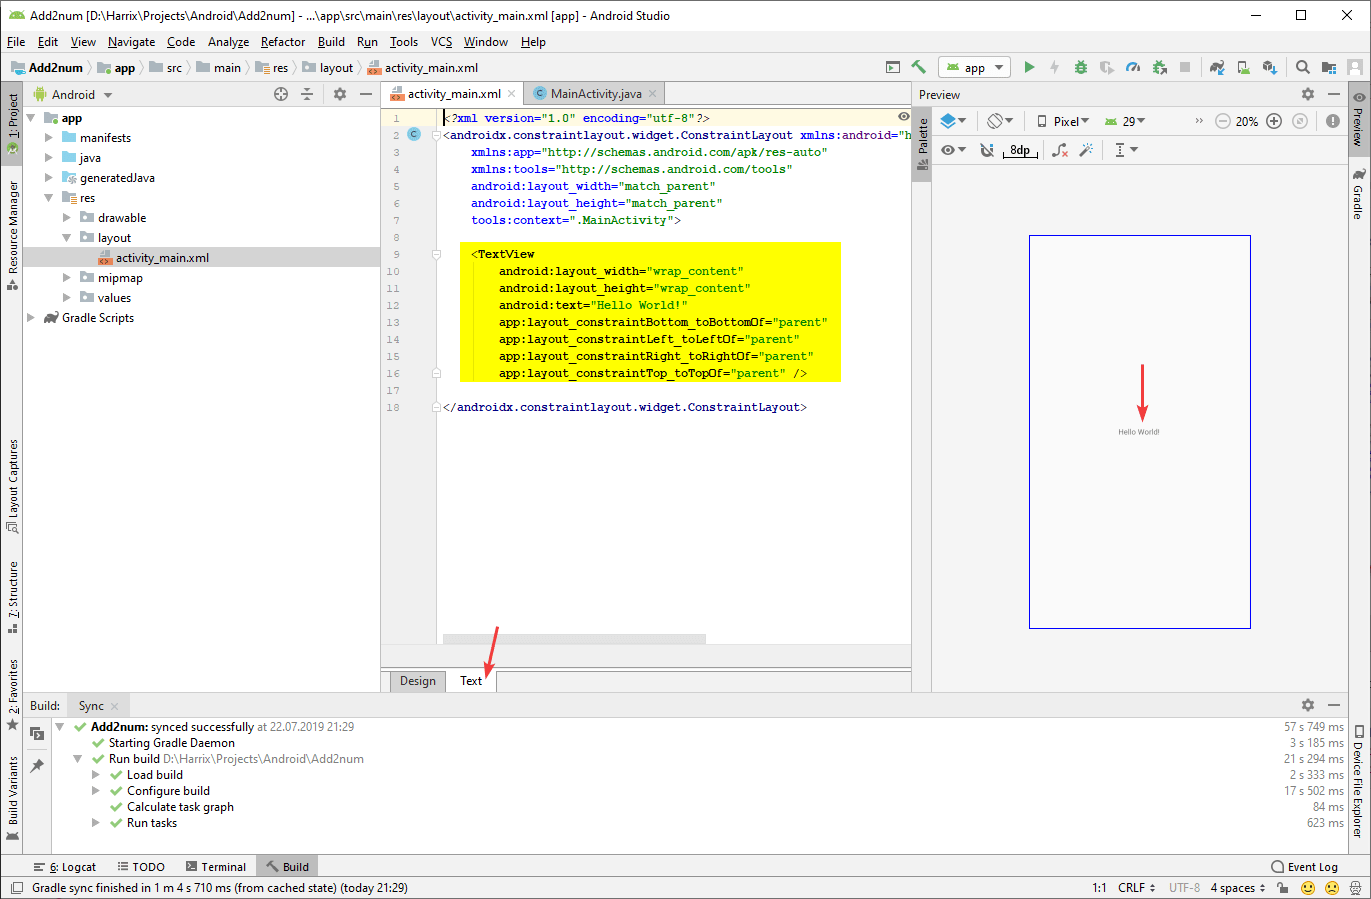 Add2num [D:\Harrix\Projects\Android\Add2num] - ...\app\src\main\res\layout\activity_main.xml [app] - Android Studio
File Edit View Navigate Code Analyze Refactor Build Run Tools VCS Window Help
Add2num app src main res layout activity_main.xml
app
1: Project
Resource Manager
Layout Captures
7: Structure
2: Favorites
Build Variants
Android
app
manifests
java
generatedJava
res
drawable
layout
activity_main.xml
mipmap
values
Gradle Scripts
activity_main.xml
MainActivity.java
1 <?xml version="1.0" encoding="utf-8"?>
2 <androidx.constraintlayout.widget.ConstraintLayout xmlns:android="h
3 xmlns:app="http://schemas.android.com/apk/res-auto"
4 xmlns:tools="http://schemas.android.com/tools"
5 android:layout_width="match_parent"
6 android:layout_height="match_parent"
7 tools:context=".MainActivity">
8
9 <TextView
10 android:layout_width="wrap_content"
11 android:layout_height="wrap_content"
12 android:text="Hello World!"
13 app:layout_constraintBottom_toBottomOf="parent"
14 app:layout_constraintLeft_toLeftOf="parent"
15 app:layout_constraintRight_toRightOf="parent"
16 app:layout_constraintTop_toTopOf="parent" />
17
18 </androidx.constraintlayout.widget.ConstraintLayout>
Design Text
Preview
Palette
Pixel 29 >> 20%
8dp
Hello World!
Preview
Gradle
Device File Explorer
Build: Sync
Add2num: synced successfully at 22.07.2019 21:29 57 s 749 ms
Starting Gradle Daemon 3 s 185 ms
Run build D:\Harrix\Projects\Android\Add2num 21 s 294 ms
Load build 2 s 333 ms
Configure build 17 s 502 ms
Calculate task graph 84 ms
Run tasks 623 ms
6: Logcat TODO Terminal Build Event Log
Gradle sync finished in 1 m 4 s 710 ms (from cached state) (today 21:29) 1:1 CRLF UTF-8 4 spaces